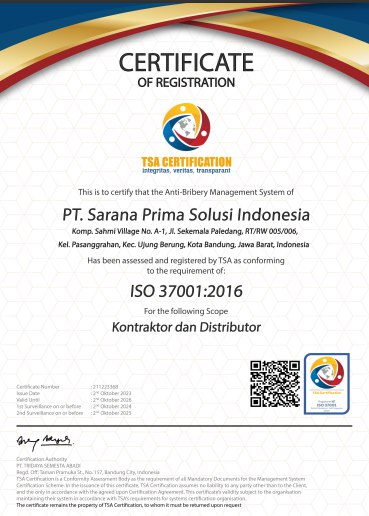 CERTIFICATE
OF REGISTRATION
TSA CERTIFICATION
integritas, veritas, transparant
This is to certify that the Anti-Bribery Management System of
PT. Sarana Prima Solusi Indonesia
Komp. Sahmi Village No. A-1, Jl. Sekemala Paledang, RT/RW 005/006,
Kel. Pasanggrahan, Kec. Ujung Berung, Kota Bandung, Jawa Barat, Indonesia
Has been assessed and registered by TSA as conforming
to the requirement of:
ISO 37001:2016
For the following Scope
Kontraktor dan Distributor
Certificate Number : 211223368
Issue Date : 2nd Oktober 2023
Valid Until : 2nd Oktober 2026
1st Surveillance on or before : 2nd Oktober 2024
2nd Surveillance on or before : 2nd Oktober 2025
ISO 37001
Certification Authority
PT. TRIDAYA SEMESTA ABADI
Regd. Off: Taman Pramuka St., No. 157, Bandung City, Indonesia
TSA Certification is a Conformity Assessment Body as the requirement of all Mandatory Documents for the Management System
Certification Scheme. In the issuance of this certificate, TSA Certification assumes no liability to any party other than to the Client,
and the only in accordance with the agreed upon Certification Agreement. This certificate's validity subject to the organisation
maintaining their system in accordance with TSA's requirements for systems certification organisation.
The certificate remains the property of TSA Certification, to whom it must be returned upon request